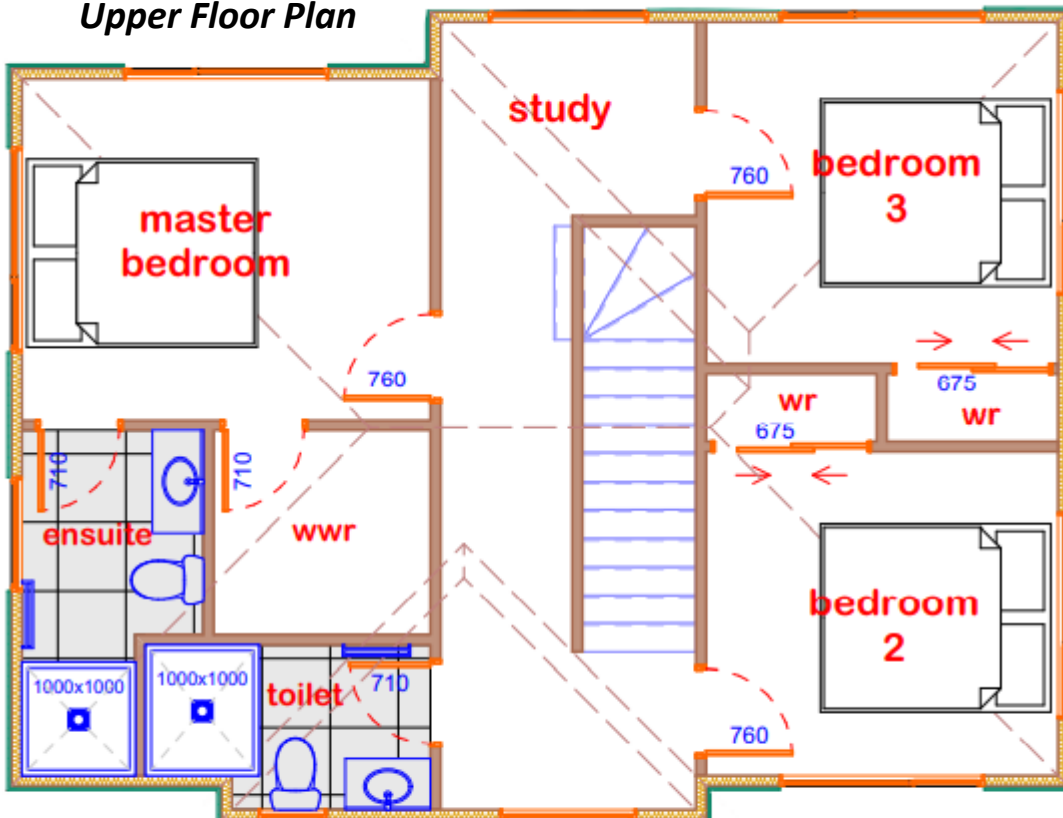 Upper Floor Plan
study
760
bedroom
3
master
bedroom
760
675
wr
wr
675
710
710
ensuite
wwr
bedroom
2
1000x1000
1000x1000
toilet
710
760